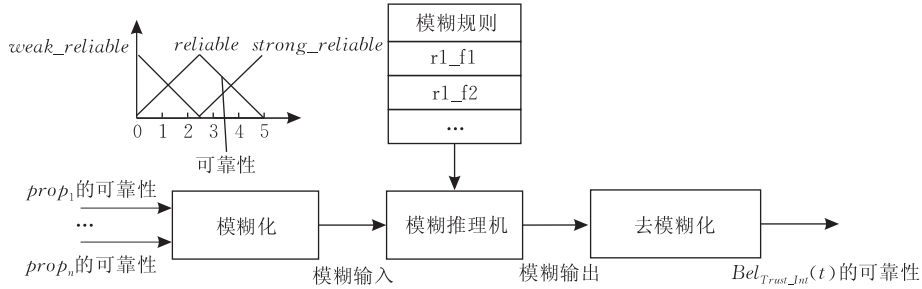 模糊规则
weak_reliable reliable strong_reliable
r1_f1
r1_f2
...
0 1 2 3 4 5
可靠性
prop₁的可靠性
...
propₙ的可靠性
模糊化
模糊推理机
去模糊化
模糊输入
模糊输出
Bel_{Trust_Int}(t)的可靠性